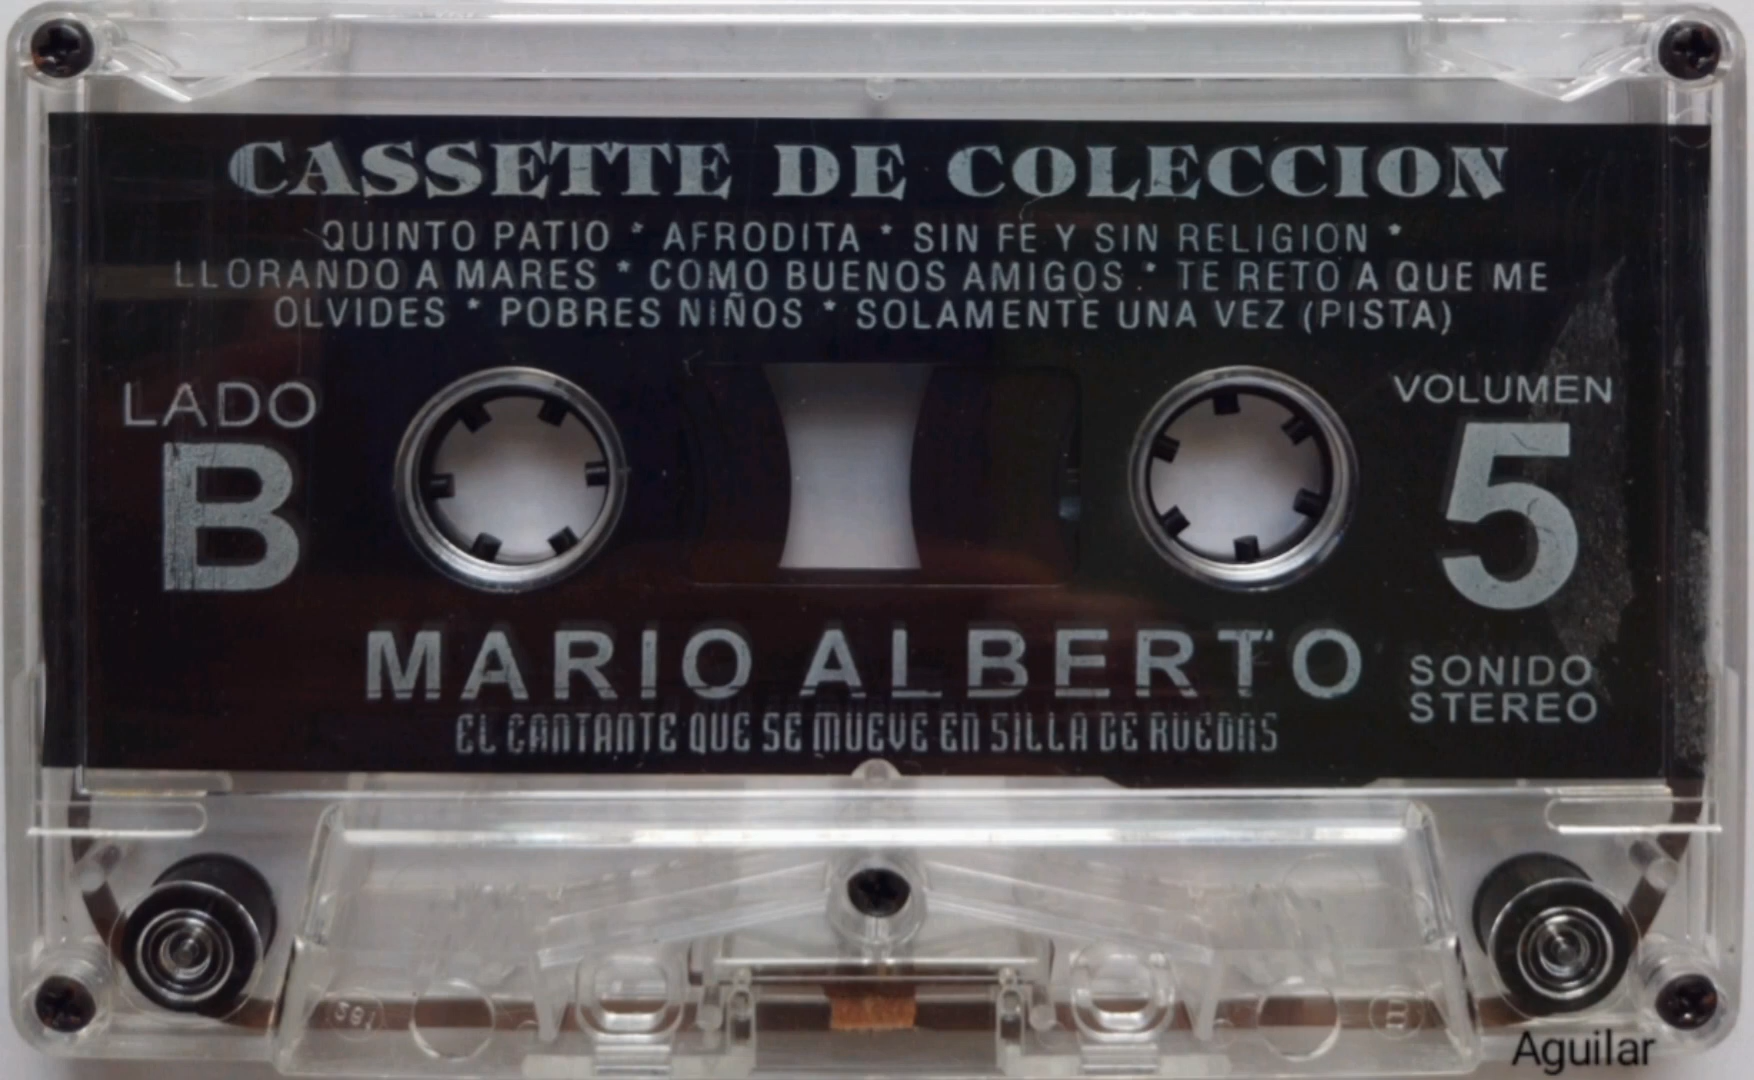 CASSETTE DE COLECCION
QUINTO PATIO * AFRODITA * SIN FE Y SIN RELIGION *
LLORANDO A MARES * COMO BUENOS AMIGOS * TE RETO A QUE ME
OLVIDES * POBRES NIÑOS * SOLAMENTE UNA VEZ (PISTA)
LADO
B
VOLUMEN
5
MARIO ALBERTO
SONIDO
STEREO
EL CANTANTE QUE SE MUEVE EN SILLA DE RUEDAS
B
Aguilar